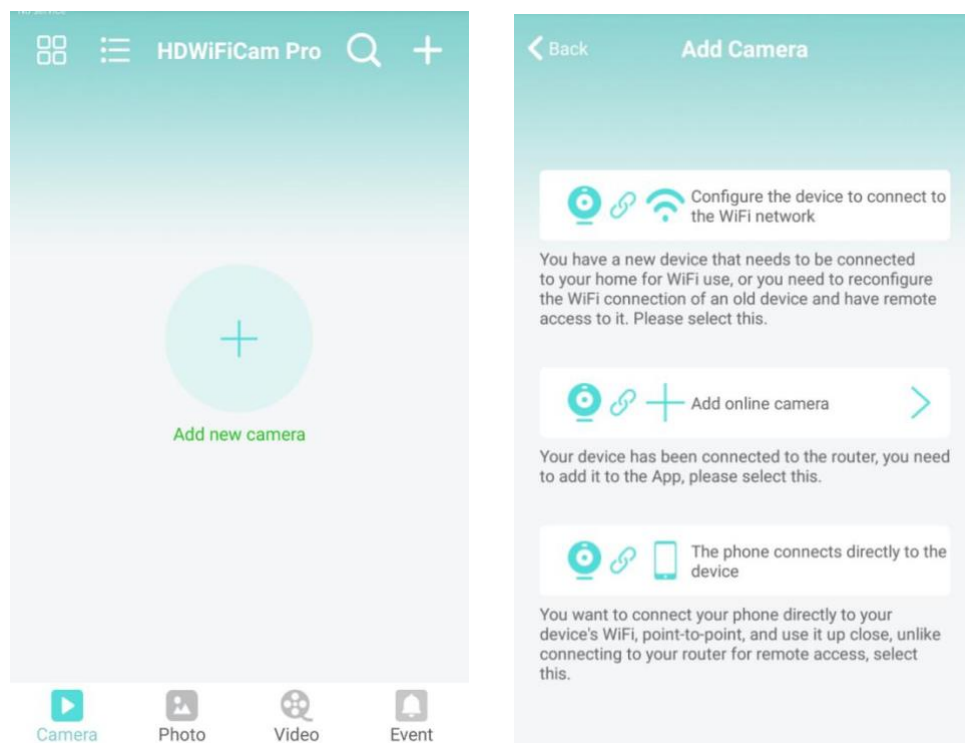 HDWiFiCam Pro
Add new camera
Camera
Photo
Video
Event
Back
Add Camera
Configure the device to connect to
the WiFi network
You have a new device that needs to be connected
to your home for WiFi use, or you need to reconfigure
the WiFi connection of an old device and have remote
access to it. Please select this.
Add online camera
Your device has been connected to the router, you need
to add it to the App, please select this.
The phone connects directly to the
device
You want to connect your phone directly to your
device's WiFi, point-to-point, and use it up close, unlike
connecting to your router for remote access, select
this.